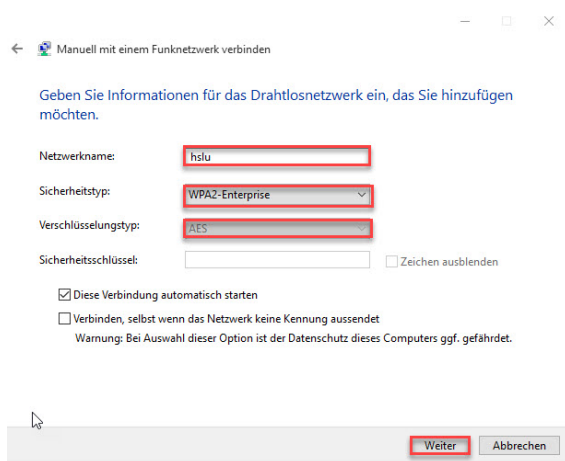 Manuell mit einem Funknetzwerk verbinden
Geben Sie Informationen für das Drahtlosnetzwerk ein, das Sie hinzufügen
möchten.
Netzwerkname: hslu
Sicherheitstyp: WPA2-Enterprise
Verschlüsselungstyp: AES
Sicherheitsschlüssel: Zeichen ausblenden
Diese Verbindung automatisch starten
Verbinden, selbst wenn das Netzwerk keine Kennung aussendet
Warnung: Bei Auswahl dieser Option ist der Datenschutz dieses Computers ggf. gefährdet.
Weiter Abbrechen